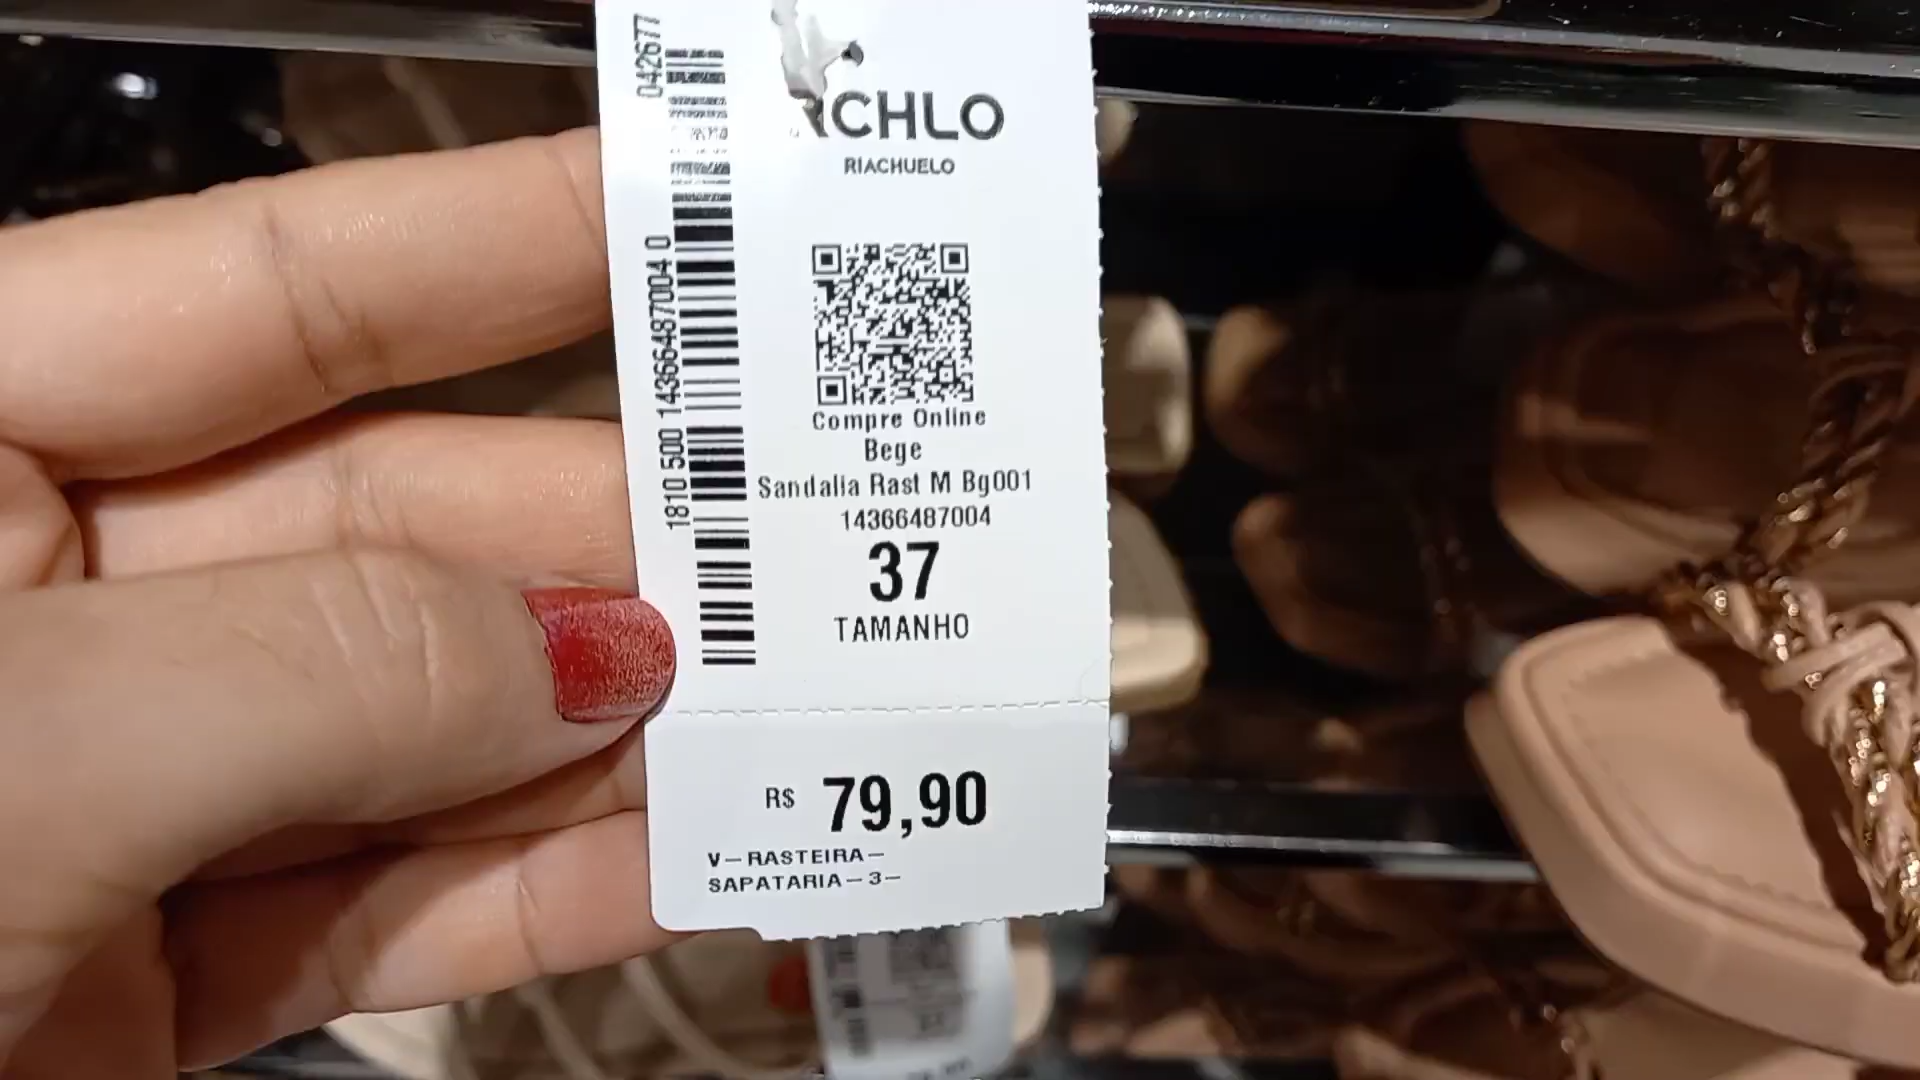 RCHLO
RIACHUELO
042677
1810 500 14366487004 0
Compre Online
Bege
Sandalia Rast M Bg001
14366487004
37
TAMANHO
R$ 79,90
V-RASTEIRA-
SAPATARIA-3-